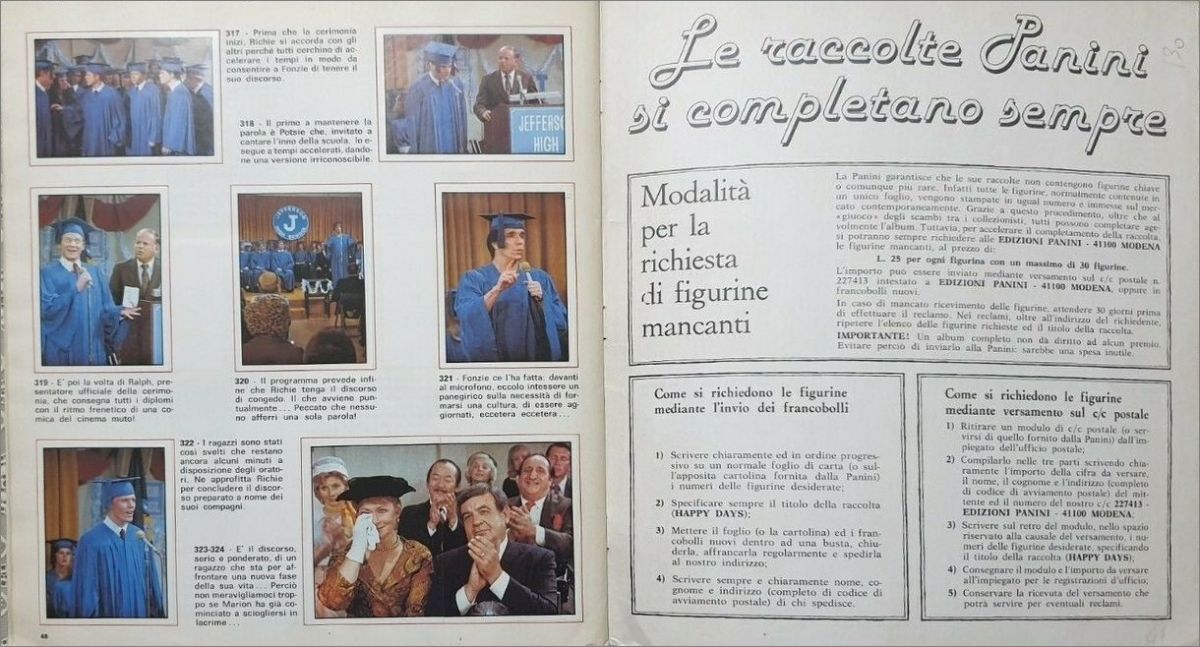 317 - Prima che la cerimonia
inizi, Richie si accorda con gli
altri perché tutti cerchino di ac-
celerare i tempi in modo da
consentire a Fonzie di tenere il
suo discorso.
318 - Il primo a mantenere la
parola è Potsie che, invitato a
cantare l'inno della scuola, lo e-
segue a tempi accelerati, dando-
ne una versione irriconoscibile.
JEFFERS
HIGH
JEFFERSON
J
HIGH SCHOOL
319 - E' poi la volta di Ralph, pre-
sentatore ufficiale della cerimo-
nia, che consegna tutti i diplomi
con il ritmo frenetico di una co-
mica del cinema muto!
320 - Il programma prevede infi-
ne che Richie tenga il discorso
di congedo. Il che avviene pun-
tualmente... Peccato che nessu-
no afferri una sola parola!
321 - Fonzie ce l'ha fatta: davanti
al microfono, eccolo intessere un
panegirico sulla necessità di for-
marsi una cultura, di essere ag-
giornati, eccetera eccetera...
322 - I ragazzi sono stati
così svelti che restano
ancora alcuni minuti a
disposizione degli orato-
ri. Ne approfitta Richie
per concludere il discor-
so preparato a nome dei
suoi compagni.
323-324 - E' il discorso,
serio e ponderato, di un
ragazzo che sta per af-
frontare una nuova fase
della sua vita... Perciò
non meravigliamoci trop-
po se Marion ha già co-
minciato a sciogliersi in
lacrime...
48
Le raccolte Panini
si completano sempre
130
Modalità
per la
richiesta
di figurine
mancanti
La Panini garantisce che le sue raccolte non contengono figurine chiave
o comunque più rare. Infatti tutte le figurine, normalmente contenute in
un unico foglio, vengono stampate in ugual numero e immesse sul mer-
cato contemporaneamente. Grazie a questo procedimento, oltre che al
«giuoco» degli scambi tra i collezionisti, tutti possono completare age-
volmente l'album. Tuttavia, per accelerare il completamento della raccolta,
si potranno sempre richiedere alle EDIZIONI PANINI - 41100 MODENA
le figurine mancanti, al prezzo di:
L. 25 per ogni figurina con un massimo di 30 figurine.
L'importo può essere inviato mediante versamento sul c/c postale n.
227413 intestato a EDIZIONI PANINI - 41100 MODENA, oppure in
francobolli nuovi.
In caso di mancato ricevimento delle figurine, attendere 30 giorni prima
di effettuare il reclamo. Nei reclami, oltre all'indirizzo del richiedente,
ripetere l'elenco delle figurine richieste ed il titolo della raccolta.
IMPORTANTE! Un album completo non dà diritto ad alcun premio.
Evitare perciò di inviarlo alla Panini: sarebbe una spesa inutile.
Come si richiedono le figurine
mediante l'invio dei francobolli
1) Scrivere chiaramente ed in ordine progres-
sivo su un normale foglio di carta (o sul-
l'apposita cartolina fornita dalla Panini)
i numeri delle figurine desiderate;
2) Specificare sempre il titolo della raccolta
(HAPPY DAYS);
3) Mettere il foglio (o la cartolina) ed i fran-
cobolli nuovi dentro ad una busta, chiu-
derla, affrancarla regolarmente e spedirla
al nostro indirizzo;
4) Scrivere sempre e chiaramente nome, co-
gnome e indirizzo (completo di codice di
avviamento postale) di chi spedisce.
Come si richiedono le figurine
mediante versamento sul c/c postale
1) Ritirare un modulo di c/c postale (o ser-
virsi di quello fornito dalla Panini) dall'im-
piegato dell'ufficio postale;
2) Compilarlo nelle tre parti scrivendo chia-
ramente l'importo della cifra da versare,
il nome, il cognome e l'indirizzo (completo
di codice di avviamento postale) del mit-
tente ed il numero del nostro c/c 227413 -
EDIZIONI PANINI - 41100 MODENA;
3) Scrivere sul retro del modulo, nello spazio
riservato alla causale del versamento, i nu-
meri delle figurine desiderate, specificando
il titolo della raccolta (HAPPY DAYS);
4) Consegnare il modulo e l'importo da versare
all'impiegato per le registrazioni d'ufficio;
5) Conservare la ricevuta del versamento che
potrà servire per eventuali reclami.